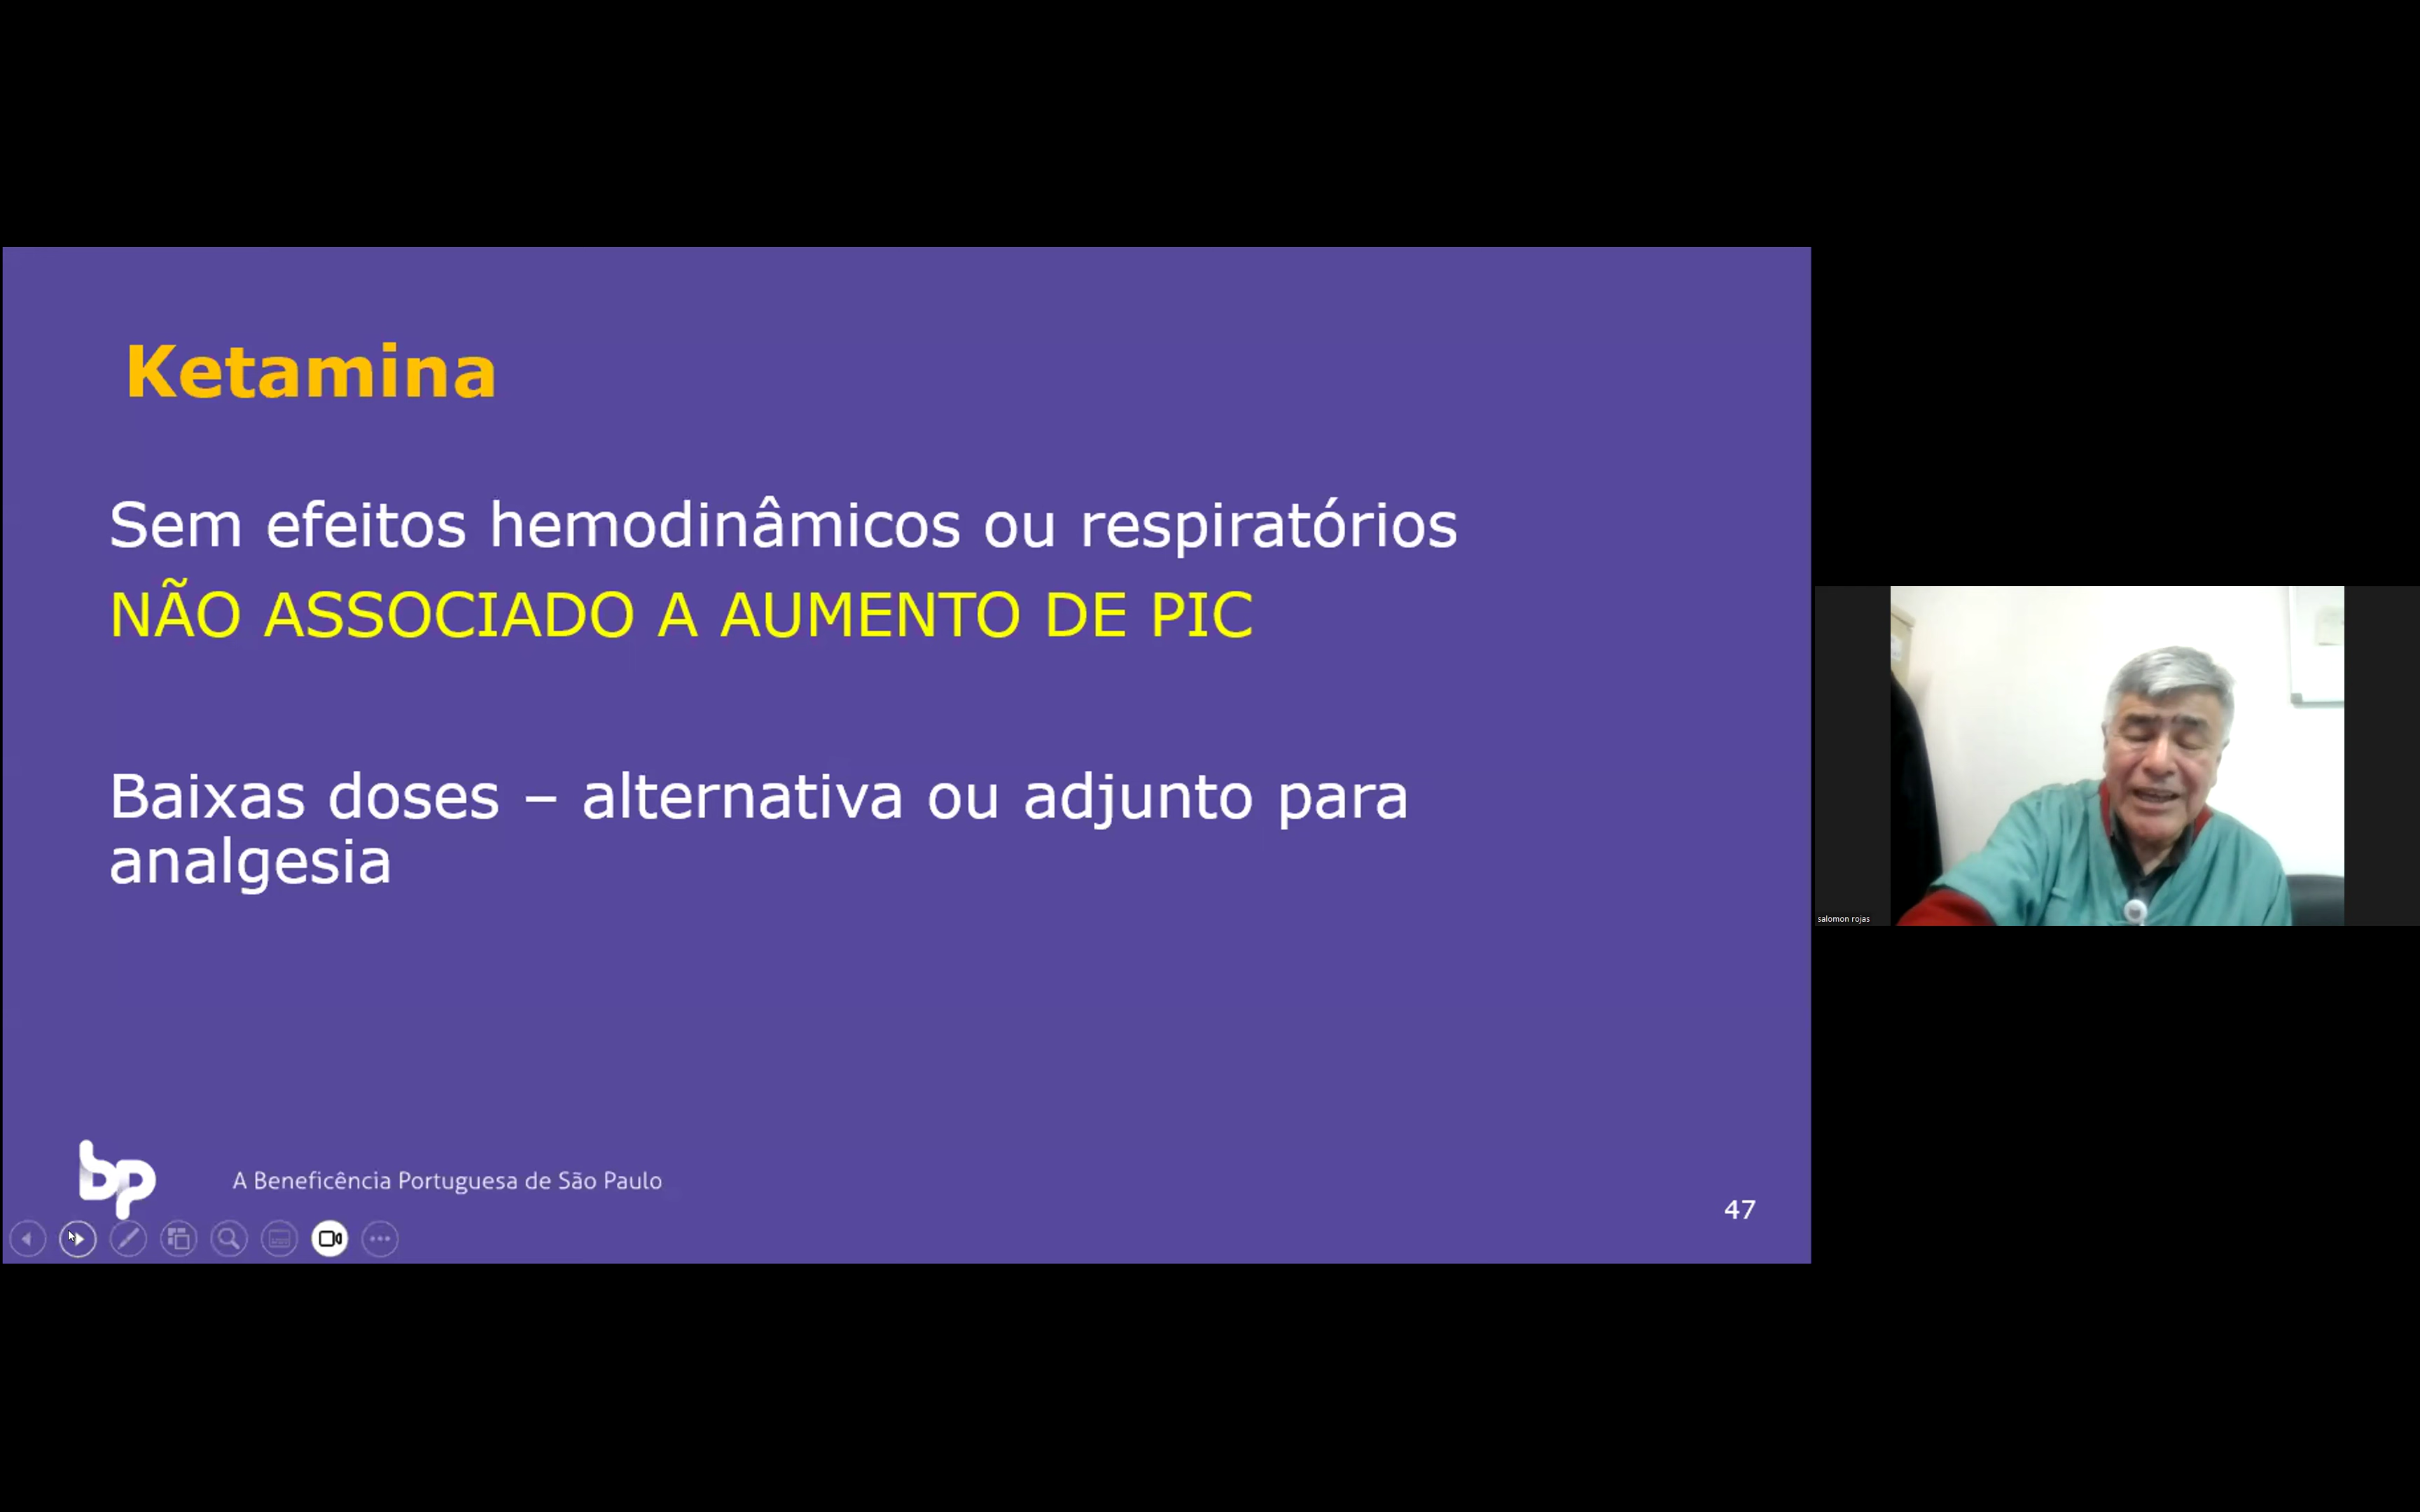 Ketamina
Sem efeitos hemodinâmicos ou respiratórios
NÃO ASSOCIADO A AUMENTO DE PIC
Baixas doses – alternativa ou adjunto para
analgesia
bp
A Beneficência Portuguesa de São Paulo
47
salomon rojas